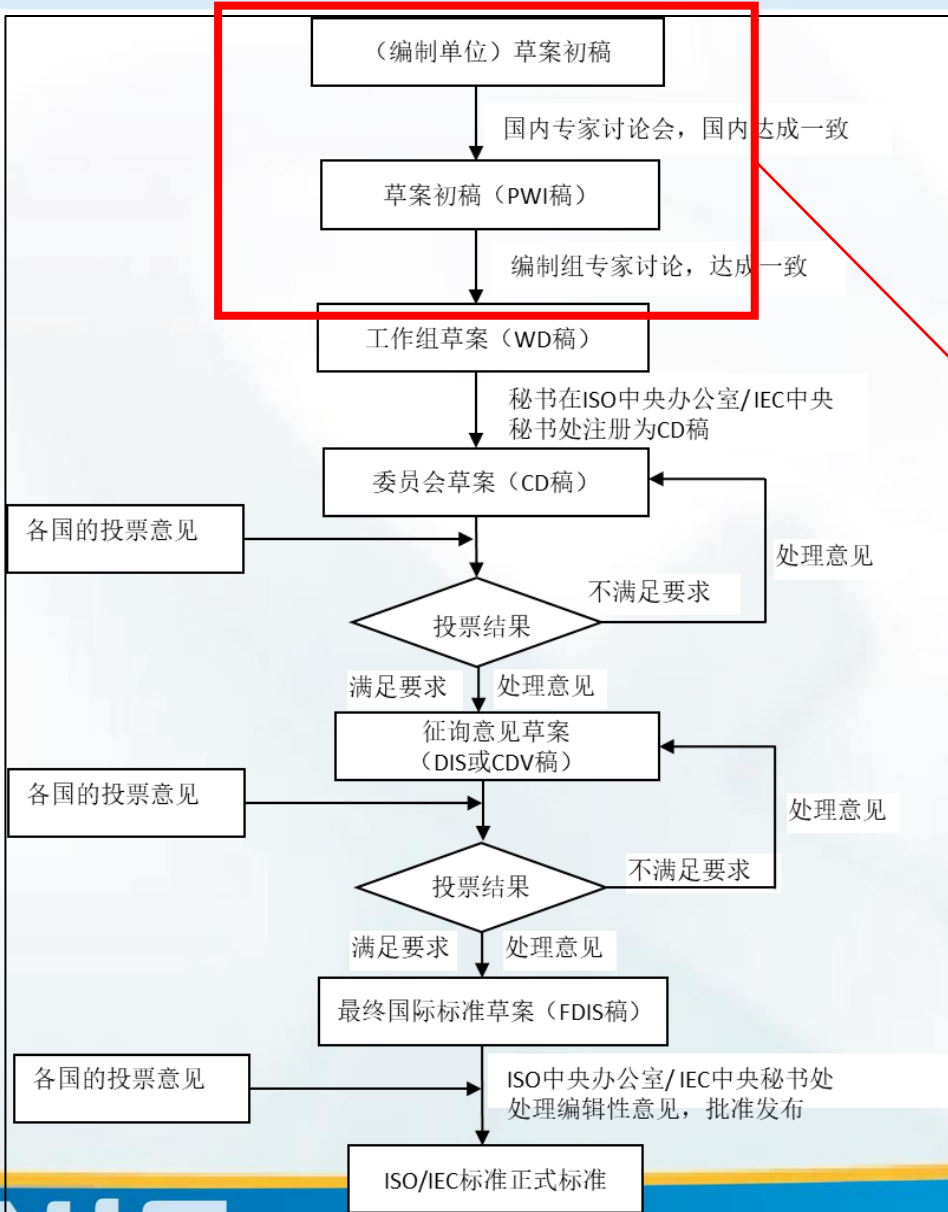 （编制单位）草案初稿
国内专家讨论会，国内达成一致
草案初稿（PWI稿）
编制组专家讨论，达成一致
工作组草案（WD稿）
秘书在ISO中央办公室/IEC中央
秘书处注册为CD稿
委员会草案（CD稿）
各国的投票意见
处理意见
不满足要求
投票结果
满足要求
处理意见
征询意见草案
（DIS或CDV稿）
各国的投票意见
处理意见
不满足要求
投票结果
满足要求
处理意见
最终国际标准草案（FDIS稿）
各国的投票意见
ISO中央办公室/IEC中央秘书处
处理编辑性意见，批准发布
ISO/IEC标准正式标准